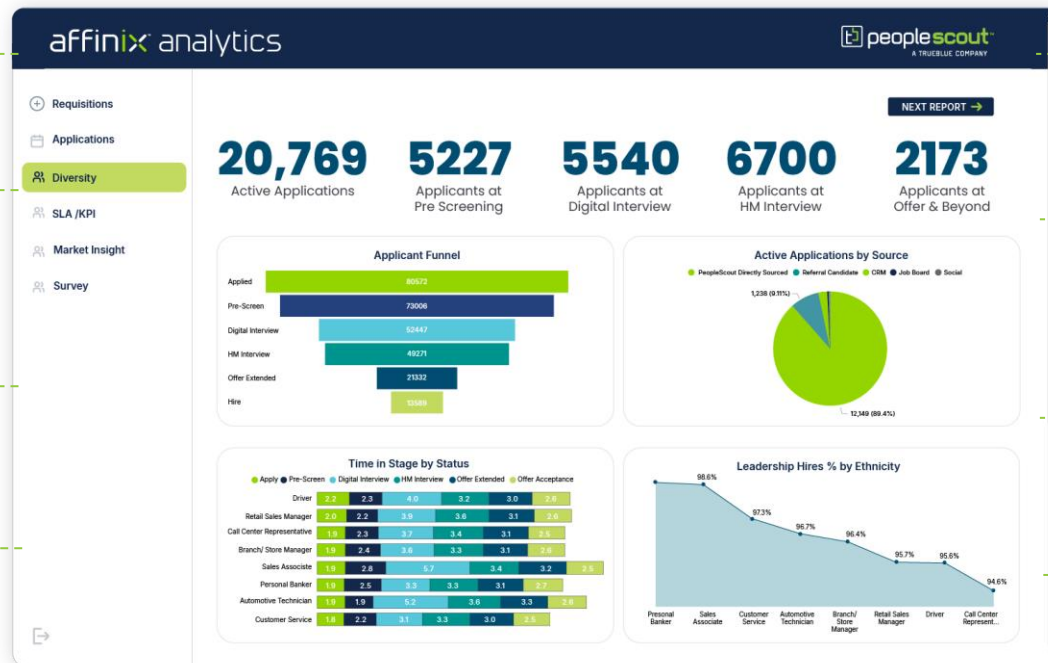 affinix analytics
peoplescout
A TRUEBLUE COMPANY
Requisitions
Applications
Diversity
SLA /KPI
Market Insight
Survey
NEXT REPORT →
20,769
Active Applications
5227
Applicants at
Pre Screening
5540
Applicants at
Digital Interview
6700
Applicants at
HM Interview
2173
Applicants at
Offer & Beyond
Applicant Funnel
Applied 80572
Pre-Screen 73006
Digital Interview 52447
HM Interview 49271
Offer Extended 21332
Hire
Active Applications by Source
PeopleScout Directly Sourced Referral Candidate CRM Job Board Social
1,238 (9.11%)
12,149 (89.4%)
Time in Stage by Status
Apply Pre-Screen Digital Interview HM Interview Offer Extended Offer Acceptance
Driver 2.2 2.3 4.0 3.2 3.0 2.6
Retail Sales Manager 2.0 2.2 3.9 3.6 3.1 2.6
Call Center Representative 1.9 2.3 3.7 3.4 3.1 2.5
Branch/ Store Manager 1.9 2.4 3.6 3.3 3.1 2.6
Sales Associste 1.9 2.8 5.7 3.4 3.2 2.5
Personal Banker 1.9 2.5 3.3 3.3 3.1 2.7
Automotive Technician 1.9 1.9 5.2 3.6 3.3 2.6
Customer Service 1.8 2.2 3.1 3.3 3.0 2.5
Leadership Hires % by Ethnicity
98.6%
97.3%
96.7%
96.4%
95.7%
95.6%
94.6%
Presonal
Banker
Sales
Associate
Customer
Service
Automotive
Technician
Branch/
Store
Manager
Retail Sales
Manager
Driver
Call Center
Represent...